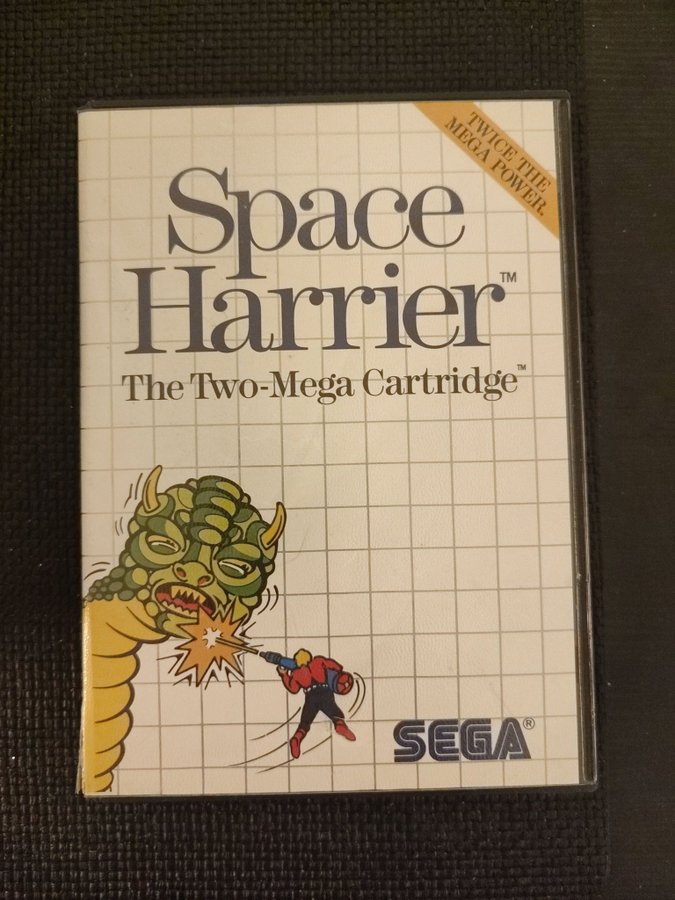 TWICE THE
MEGA POWER.
Space
Harrier™
The Two-Mega Cartridge™
SEGA®